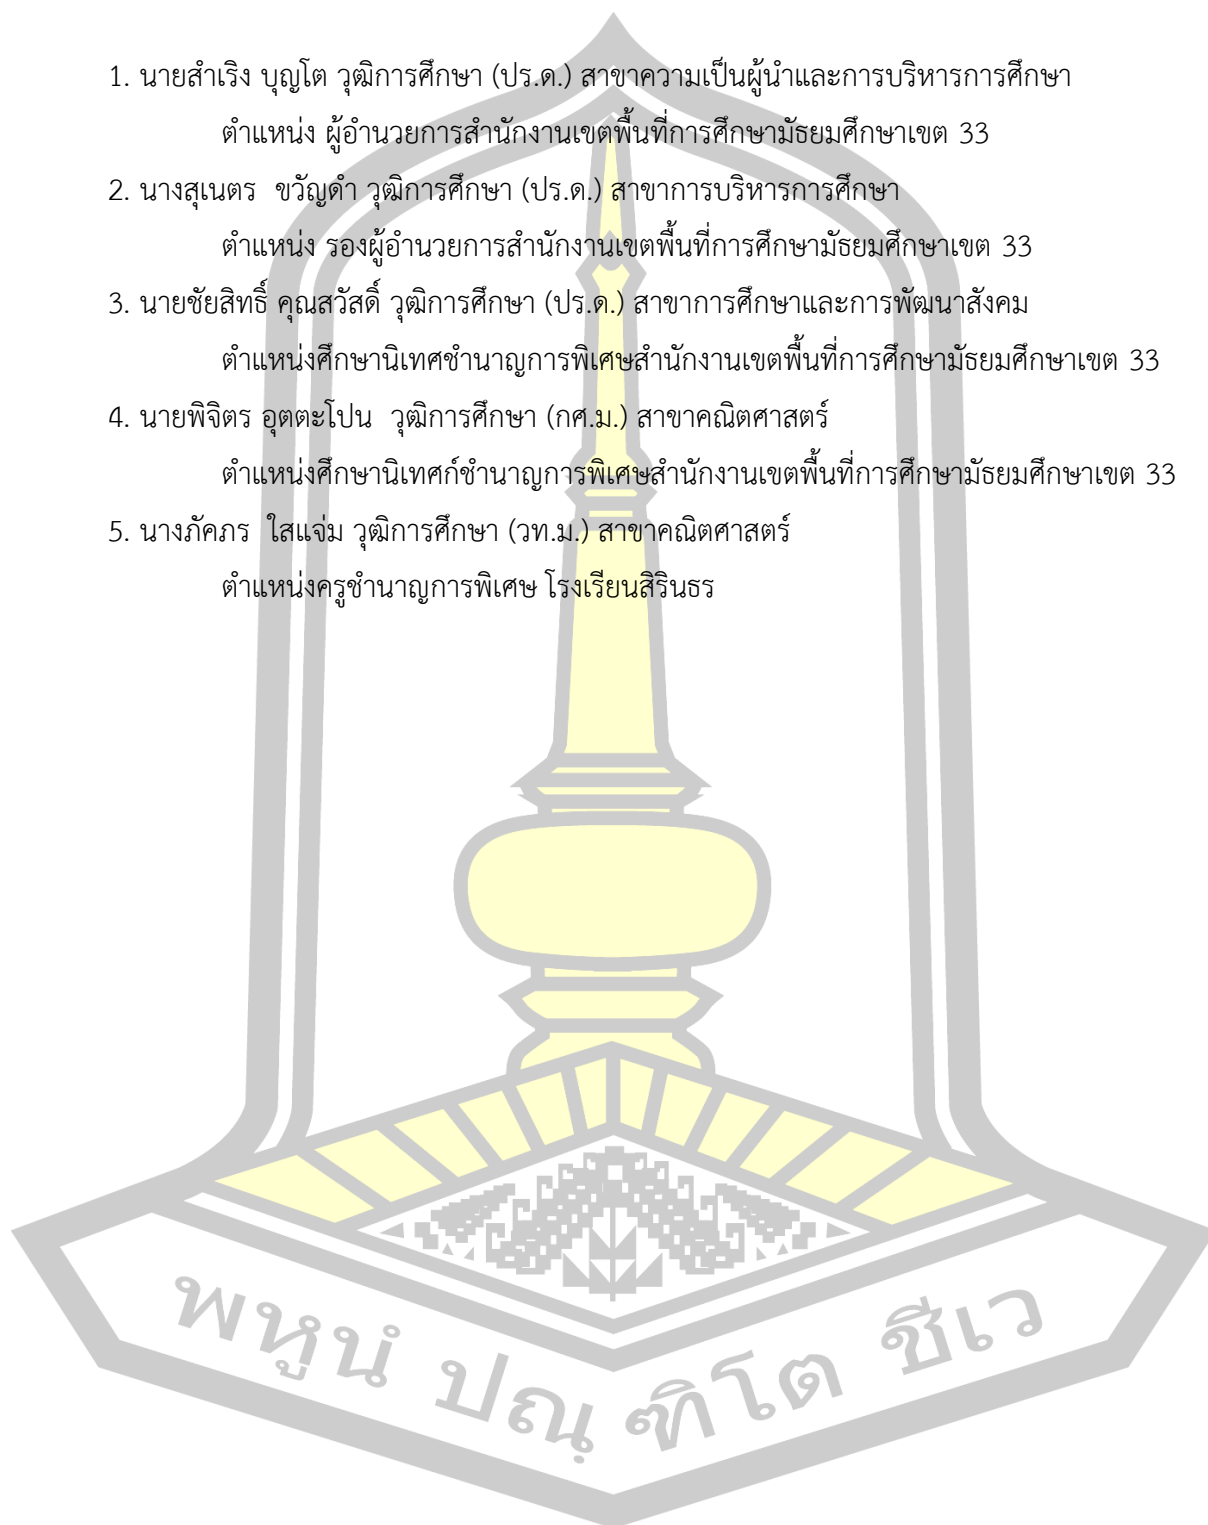 1. นายสำเริง บุญโต วุฒิการศึกษา (ปร.ด.) สาขาความเป็นผู้นำและการบริหารการศึกษา
ตำแหน่ง ผู้อำนวยการสำนักงานเขตพื้นที่การศึกษามัธยมศึกษาเขต 33
2. นางสุเนตร ขวัญดำ วุฒิการศึกษา (ปร.ด.) สาขาการบริหารการศึกษา
ตำแหน่ง รองผู้อำนวยการสำนักงานเขตพื้นที่การศึกษามัธยมศึกษาเขต 33
3. นายชัยสิทธิ์ คุณสวัสดิ์ วุฒิการศึกษา (ปร.ด.) สาขาการศึกษาและการพัฒนาสังคม
ตำแหน่งศึกษานิเทศชำนาญการพิเศษสำนักงานเขตพื้นที่การศึกษามัธยมศึกษาเขต 33
4. นายพิจิตร อุตตะโปน วุฒิการศึกษา (กศ.ม.) สาขาคณิตศาสตร์
ตำแหน่งศึกษานิเทศก์ชำนาญการพิเศษสำนักงานเขตพื้นที่การศึกษามัธยมศึกษาเขต 33
5. นางภัคภร ใสแจ่ม วุฒิการศึกษา (วท.ม.) สาขาคณิตศาสตร์
ตำแหน่งครูชำนาญการพิเศษ โรงเรียนสิรินธร
พหูนํ ปณฺฑิโต ชีเว